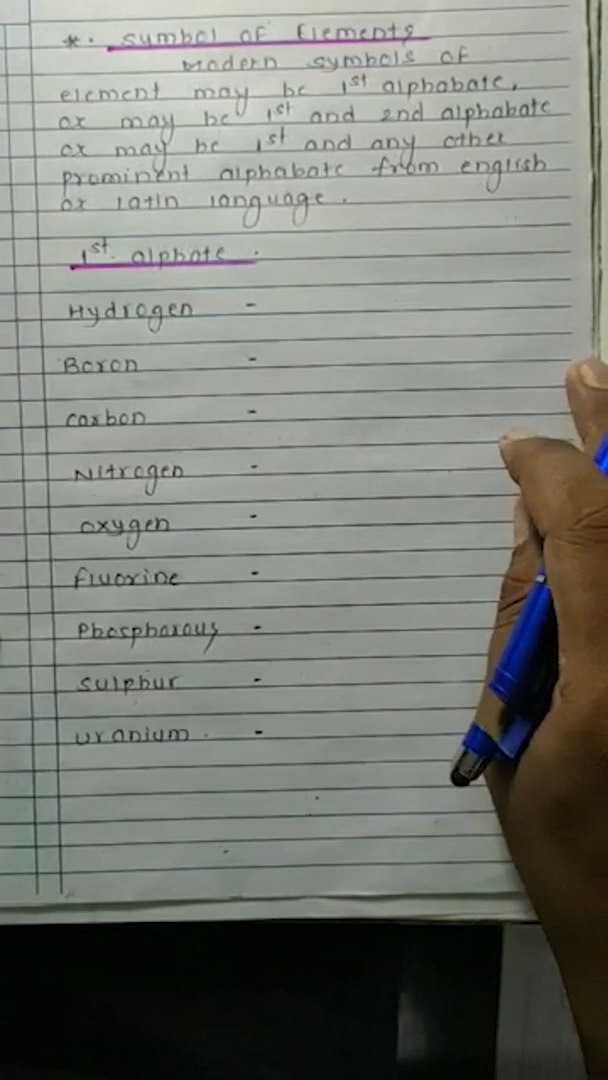 *. Symbol of Elements
Modern symbols of
element may be 1st alphabate,
or may be 1st and 2nd alphabate
or may be 1st and any other
prominent alphabate from english
or latin language.
1st alphate.
Hydrogen -
Boron -
carbon -
Nitrogen -
oxygen -
fluorine -
Phospharous -
sulphur -
uranium. -